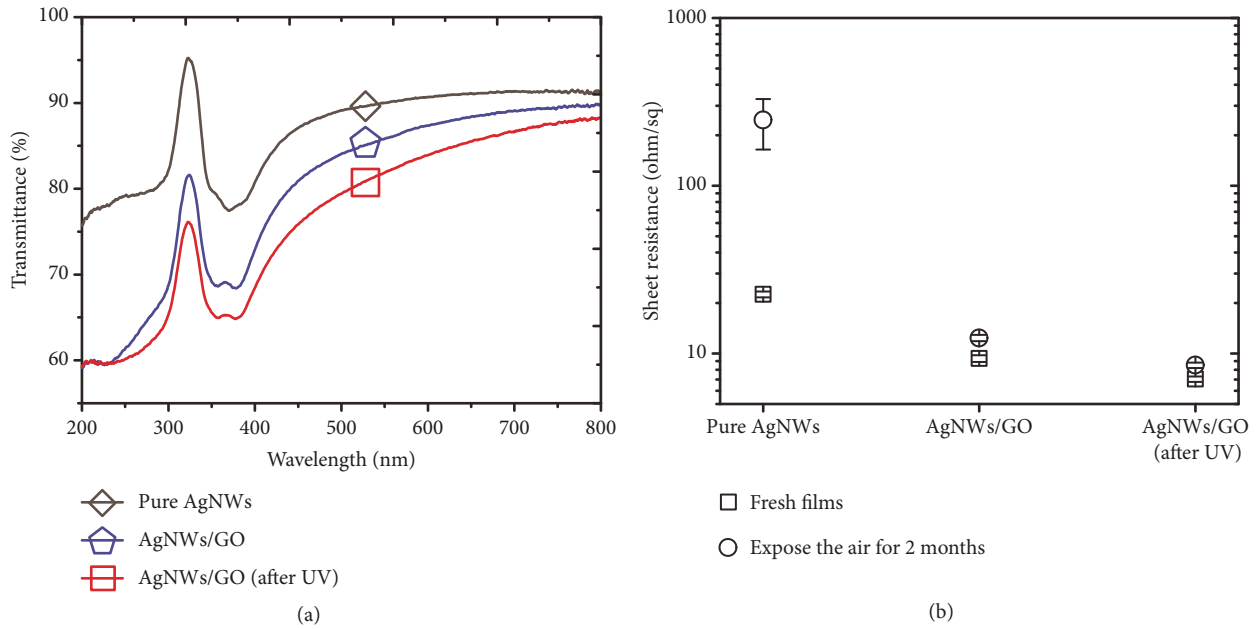 100
90
80
70
60
Transmittance (%)
200 300 400 500 600 700 800
Wavelength (nm)
Pure AgNWs
AgNWs/GO
AgNWs/GO (after UV)
(a)
1000
100
10
Sheet resistance (ohm/sq)
Pure AgNWs AgNWs/GO AgNWs/GO
(after UV)
Fresh films
Expose the air for 2 months
(b)